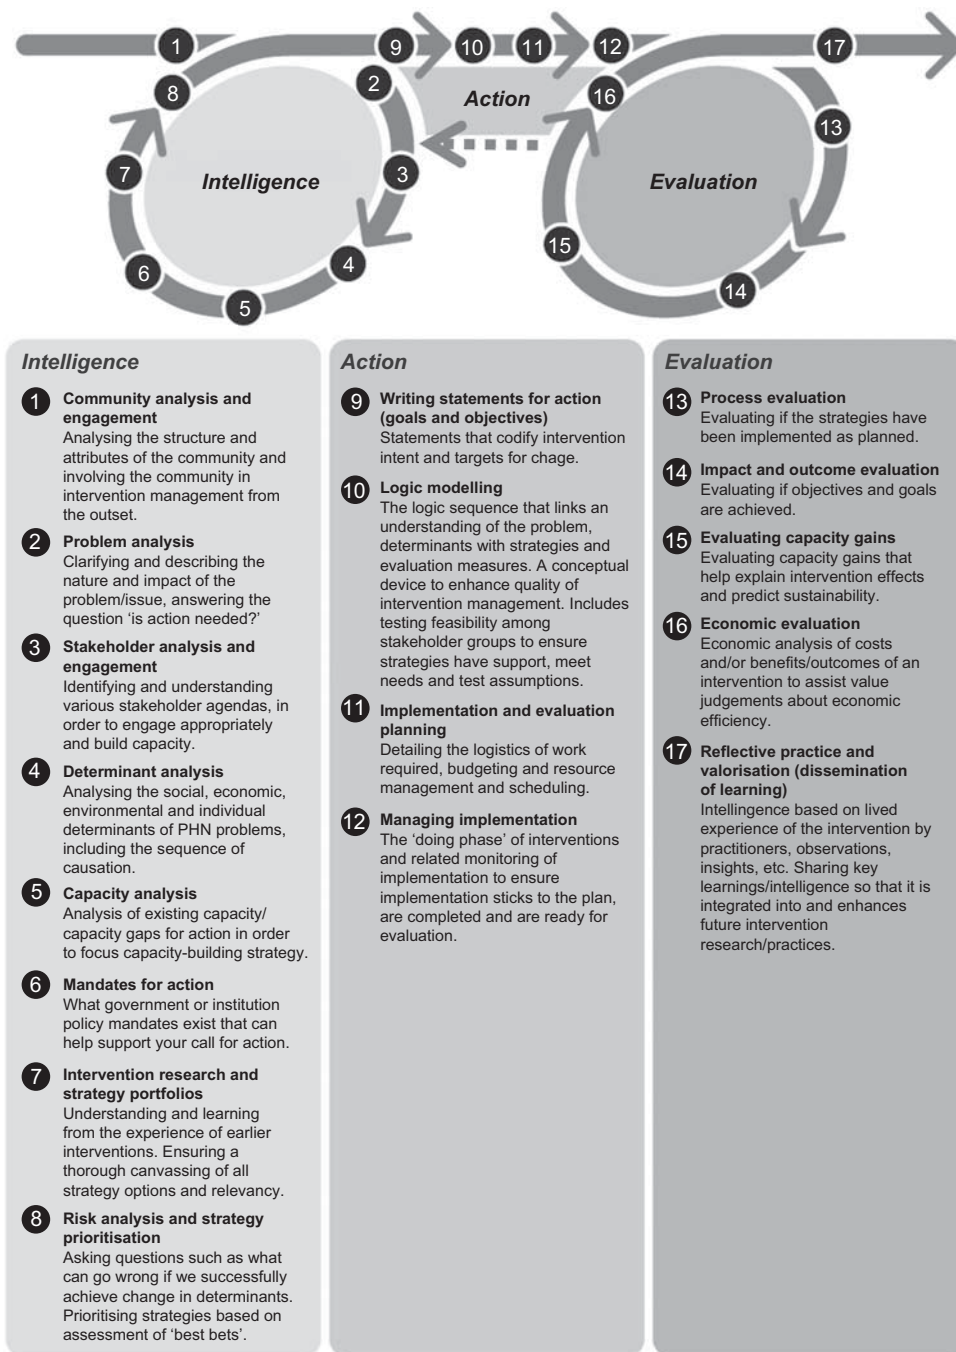 1
9
10
11
12
17
8
2
16
13
Action
7
Intelligence
3
Evaluation
6
4
15
5
14
Intelligence
1 Community analysis and
engagement
Analysing the structure and
attributes of the community and
involving the community in
intervention management from
the outset.
2 Problem analysis
Clarifying and describing the
nature and impact of the
problem/issue, answering the
question ‘is action needed?’
3 Stakeholder analysis and
engagement
Identifying and understanding
various stakeholder agendas, in
order to engage appropriately
and build capacity.
4 Determinant analysis
Analysing the social, economic,
environmental and individual
determinants of PHN problems,
including the sequence of
causation.
5 Capacity analysis
Analysis of existing capacity/
capacity gaps for action in order
to focus capacity-building strategy.
6 Mandates for action
What government or institution
policy mandates exist that can
help support your call for action.
7 Intervention research and
strategy portfolios
Understanding and learning
from the experience of earlier
interventions. Ensuring a
thorough canvassing of all
strategy options and relevancy.
8 Risk analysis and strategy
prioritisation
Asking questions such as what
can go wrong if we successfully
achieve change in determinants.
Prioritising strategies based on
assessment of ‘best bets’.
Action
9 Writing statements for action
(goals and objectives)
Statements that codify intervention
intent and targets for chage.
10 Logic modelling
The logic sequence that links an
understanding of the problem,
determinants with strategies and
evaluation measures. A conceptual
device to enhance quality of
intervention management. Includes
testing feasibility among
stakeholder groups to ensure
strategies have support, meet
needs and test assumptions.
11 Implementation and evaluation
planning
Detailing the logistics of work
required, budgeting and resource
management and scheduling.
12 Managing implementation
The ‘doing phase’ of interventions
and related monitoring of
implementation to ensure
implementation sticks to the plan,
are completed and are ready for
evaluation.
Evaluation
13 Process evaluation
Evaluating if the strategies have
been implemented as planned.
14 Impact and outcome evaluation
Evaluating if objectives and goals
are achieved.
15 Evaluating capacity gains
Evaluating capacity gains that
help explain intervention effects
and predict sustainability.
16 Economic evaluation
Economic analysis of costs
and/or benefits/outcomes of an
intervention to assist value
judgements about economic
efficiency.
17 Reflective practice and
valorisation (dissemination
of learning)
Intellingence based on lived
experience of the intervention by
practitioners, observations,
insights, etc. Sharing key
learnings/intelligence so that it is
integrated into and enhances
future intervention
research/practices.